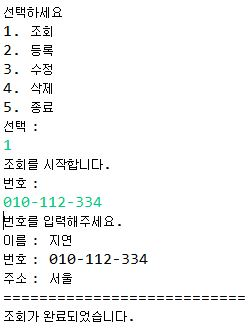 선택하세요
1. 조회
2. 등록
3. 수정
4. 삭제
5. 종료
선택 :
1
조회를 시작합니다.
번호 :
010-112-334
번호를 입력해주세요.
이름 : 지연
번호 : 010-112-334
주소 : 서울
===========================
조회가 완료되었습니다.